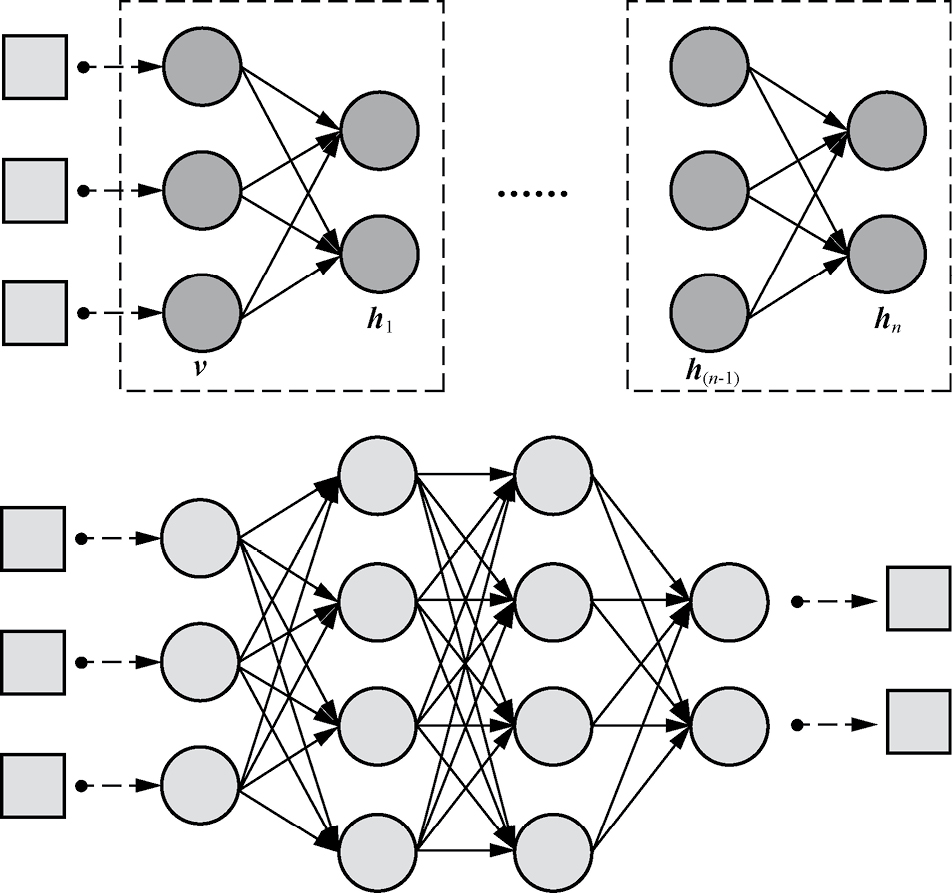 ......
h1
hn
v
h(n-1)